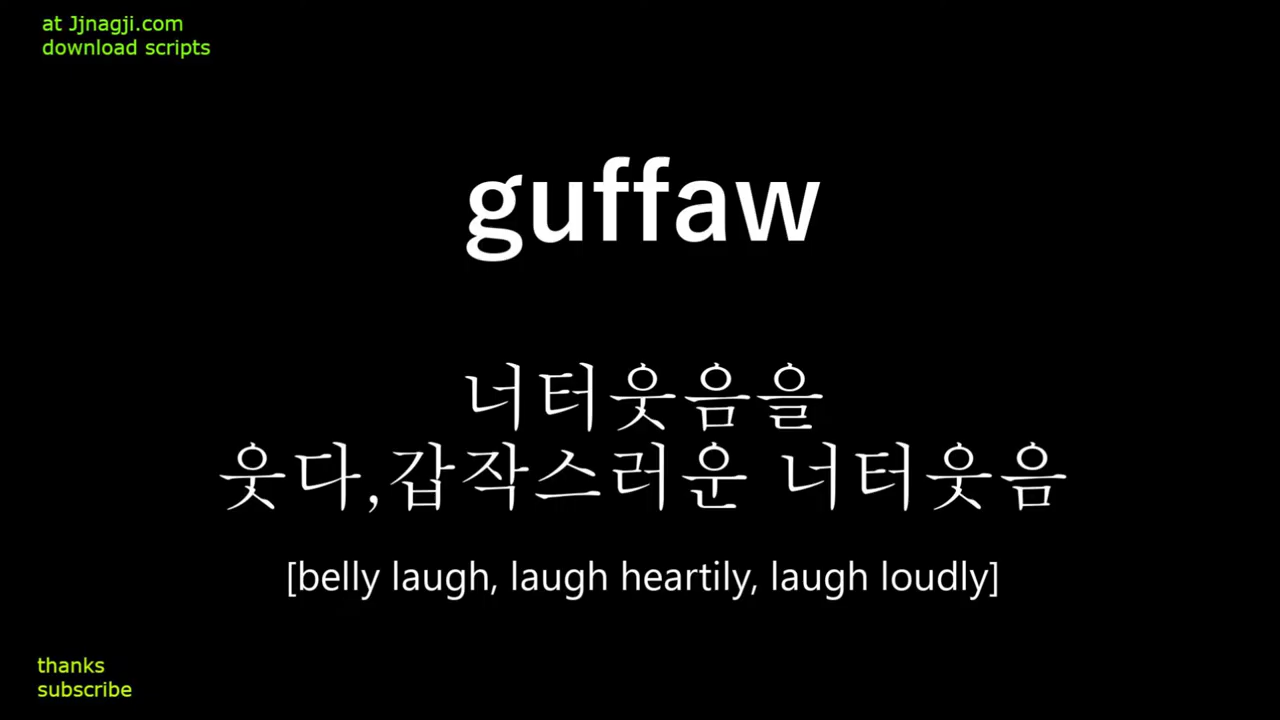 at Jjnagji.com
download scripts
guffaw
너터웃음을
웃다,갑작스러운 너터웃음
[belly laugh, laugh heartily, laugh loudly]
thanks
subscribe